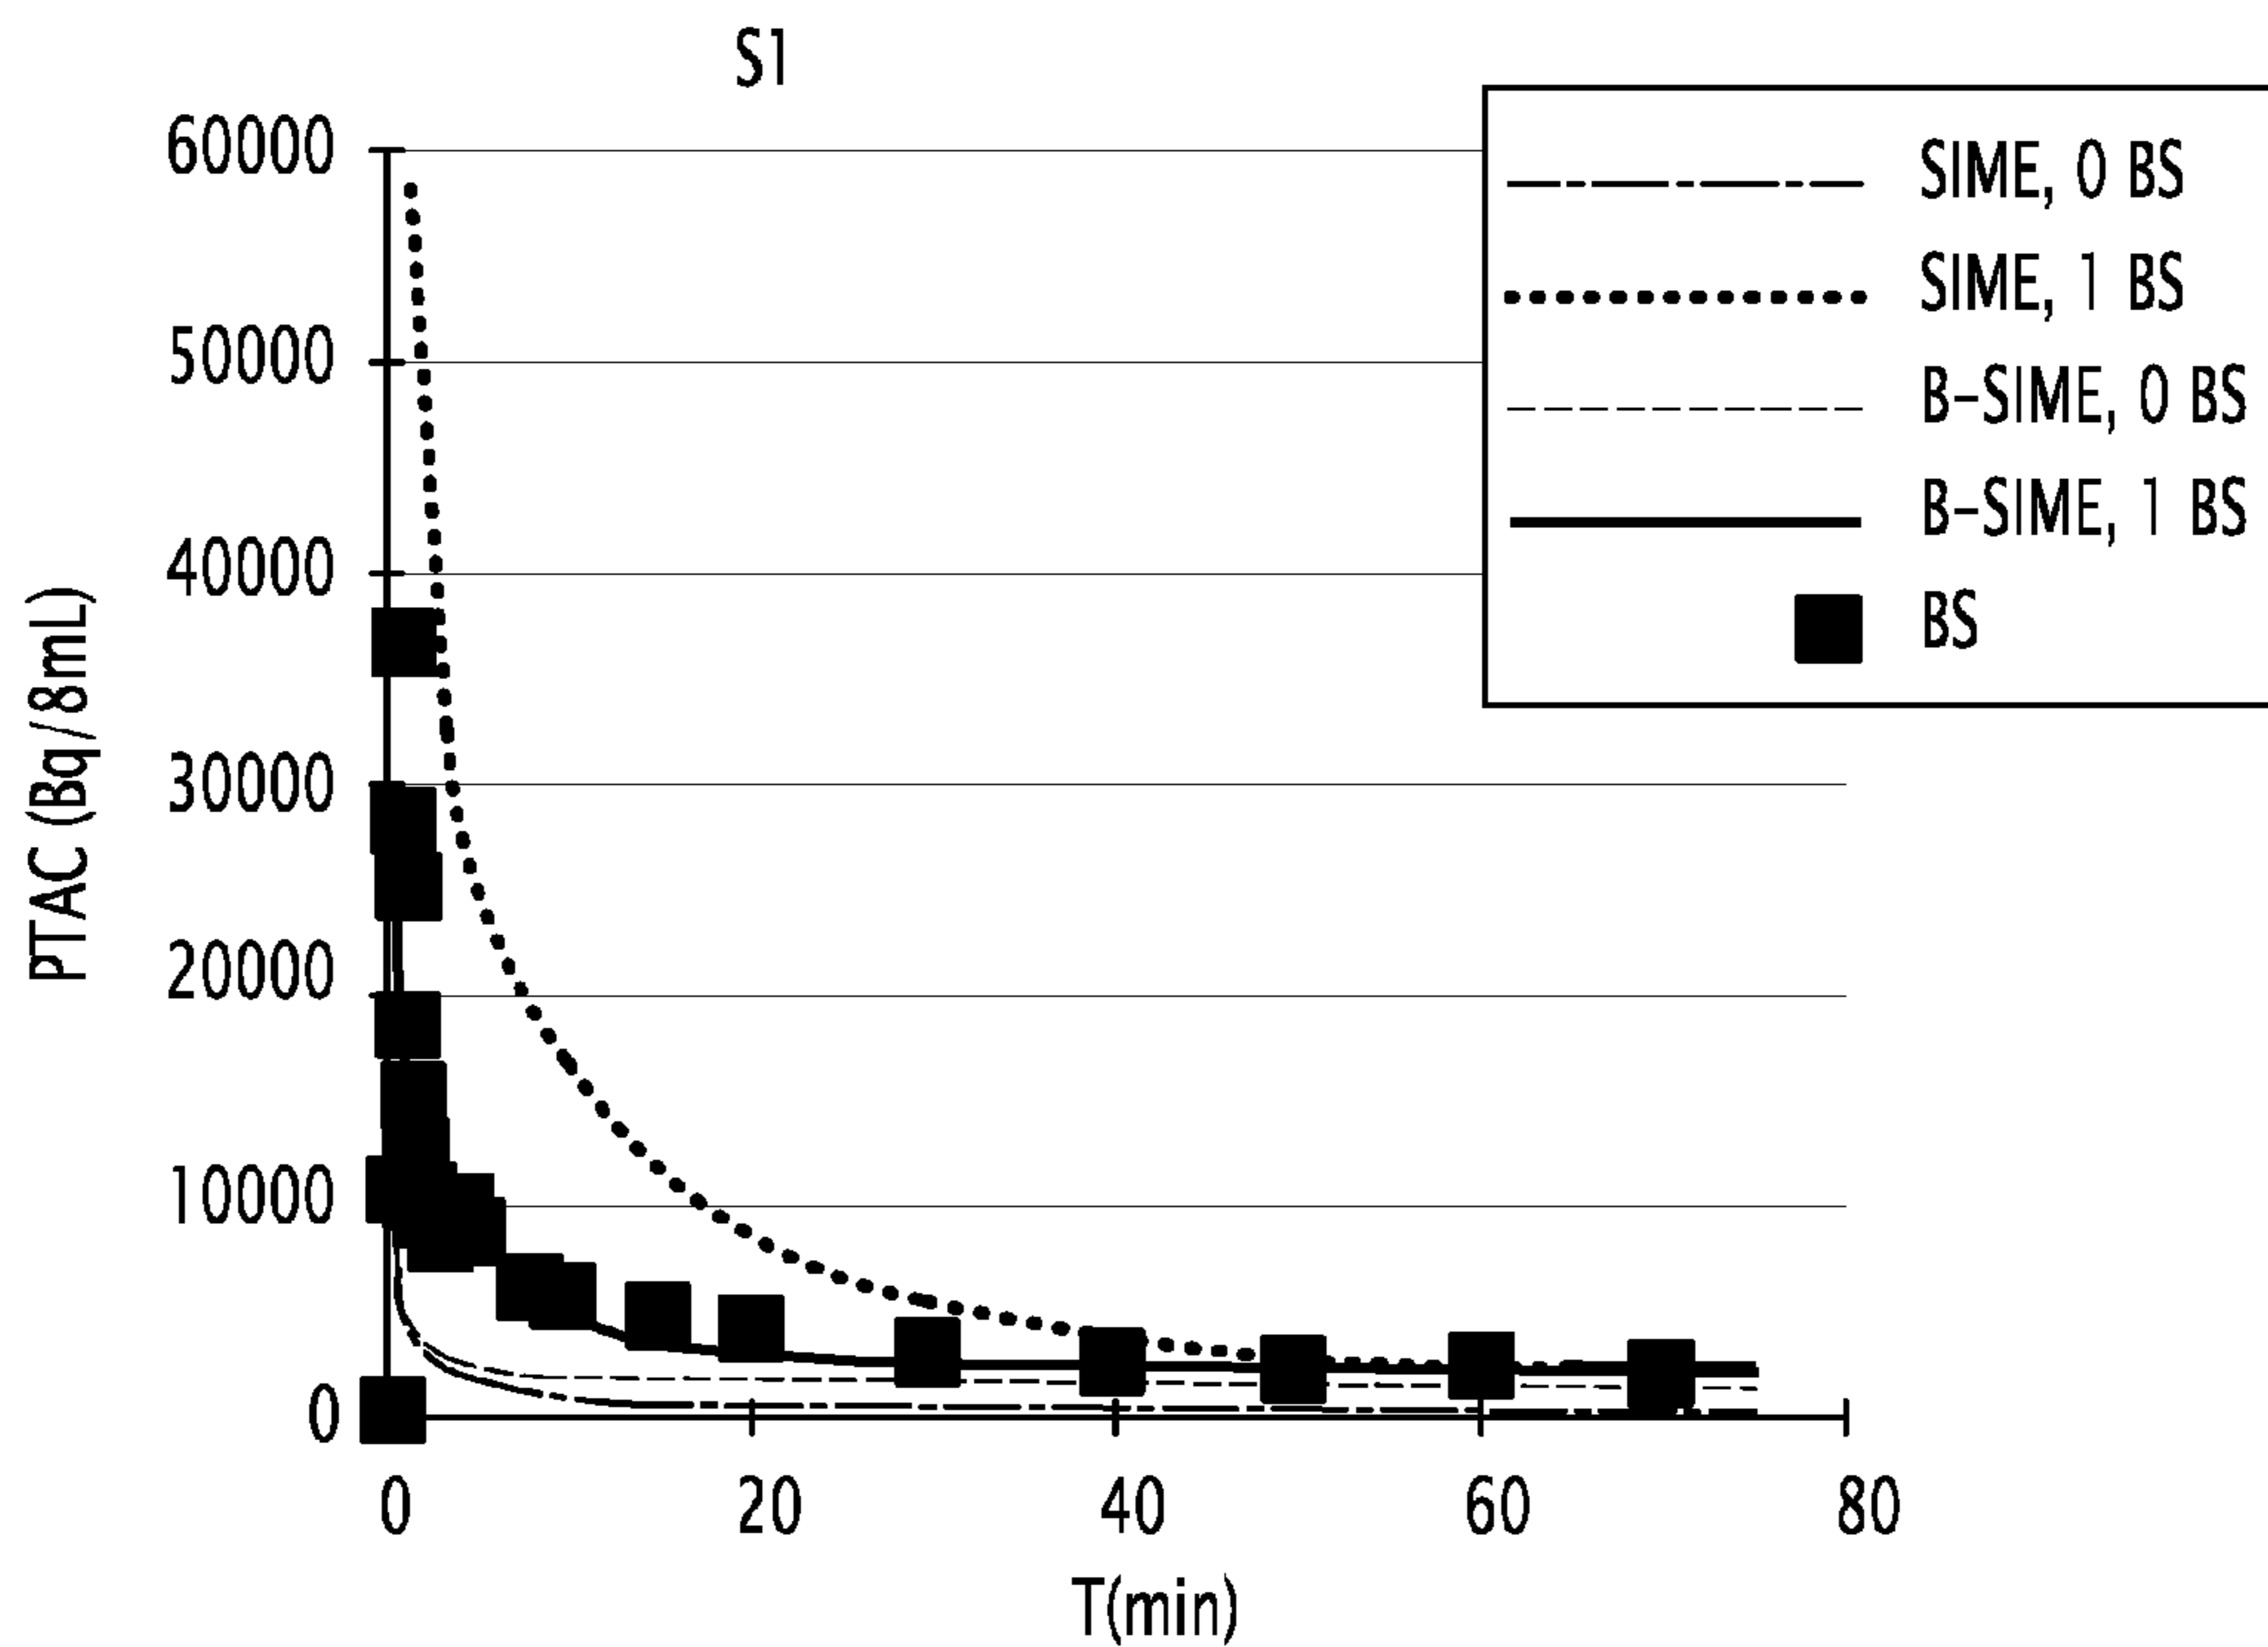 S1
60000
50000
40000
30000
20000
10000
0
PTAC (Bq/8mL)
0 20 40 60 80
T(min)
SIME, 0 BS
SIME, 1 BS
B-SIME, 0 BS
B-SIME, 1 BS
BS